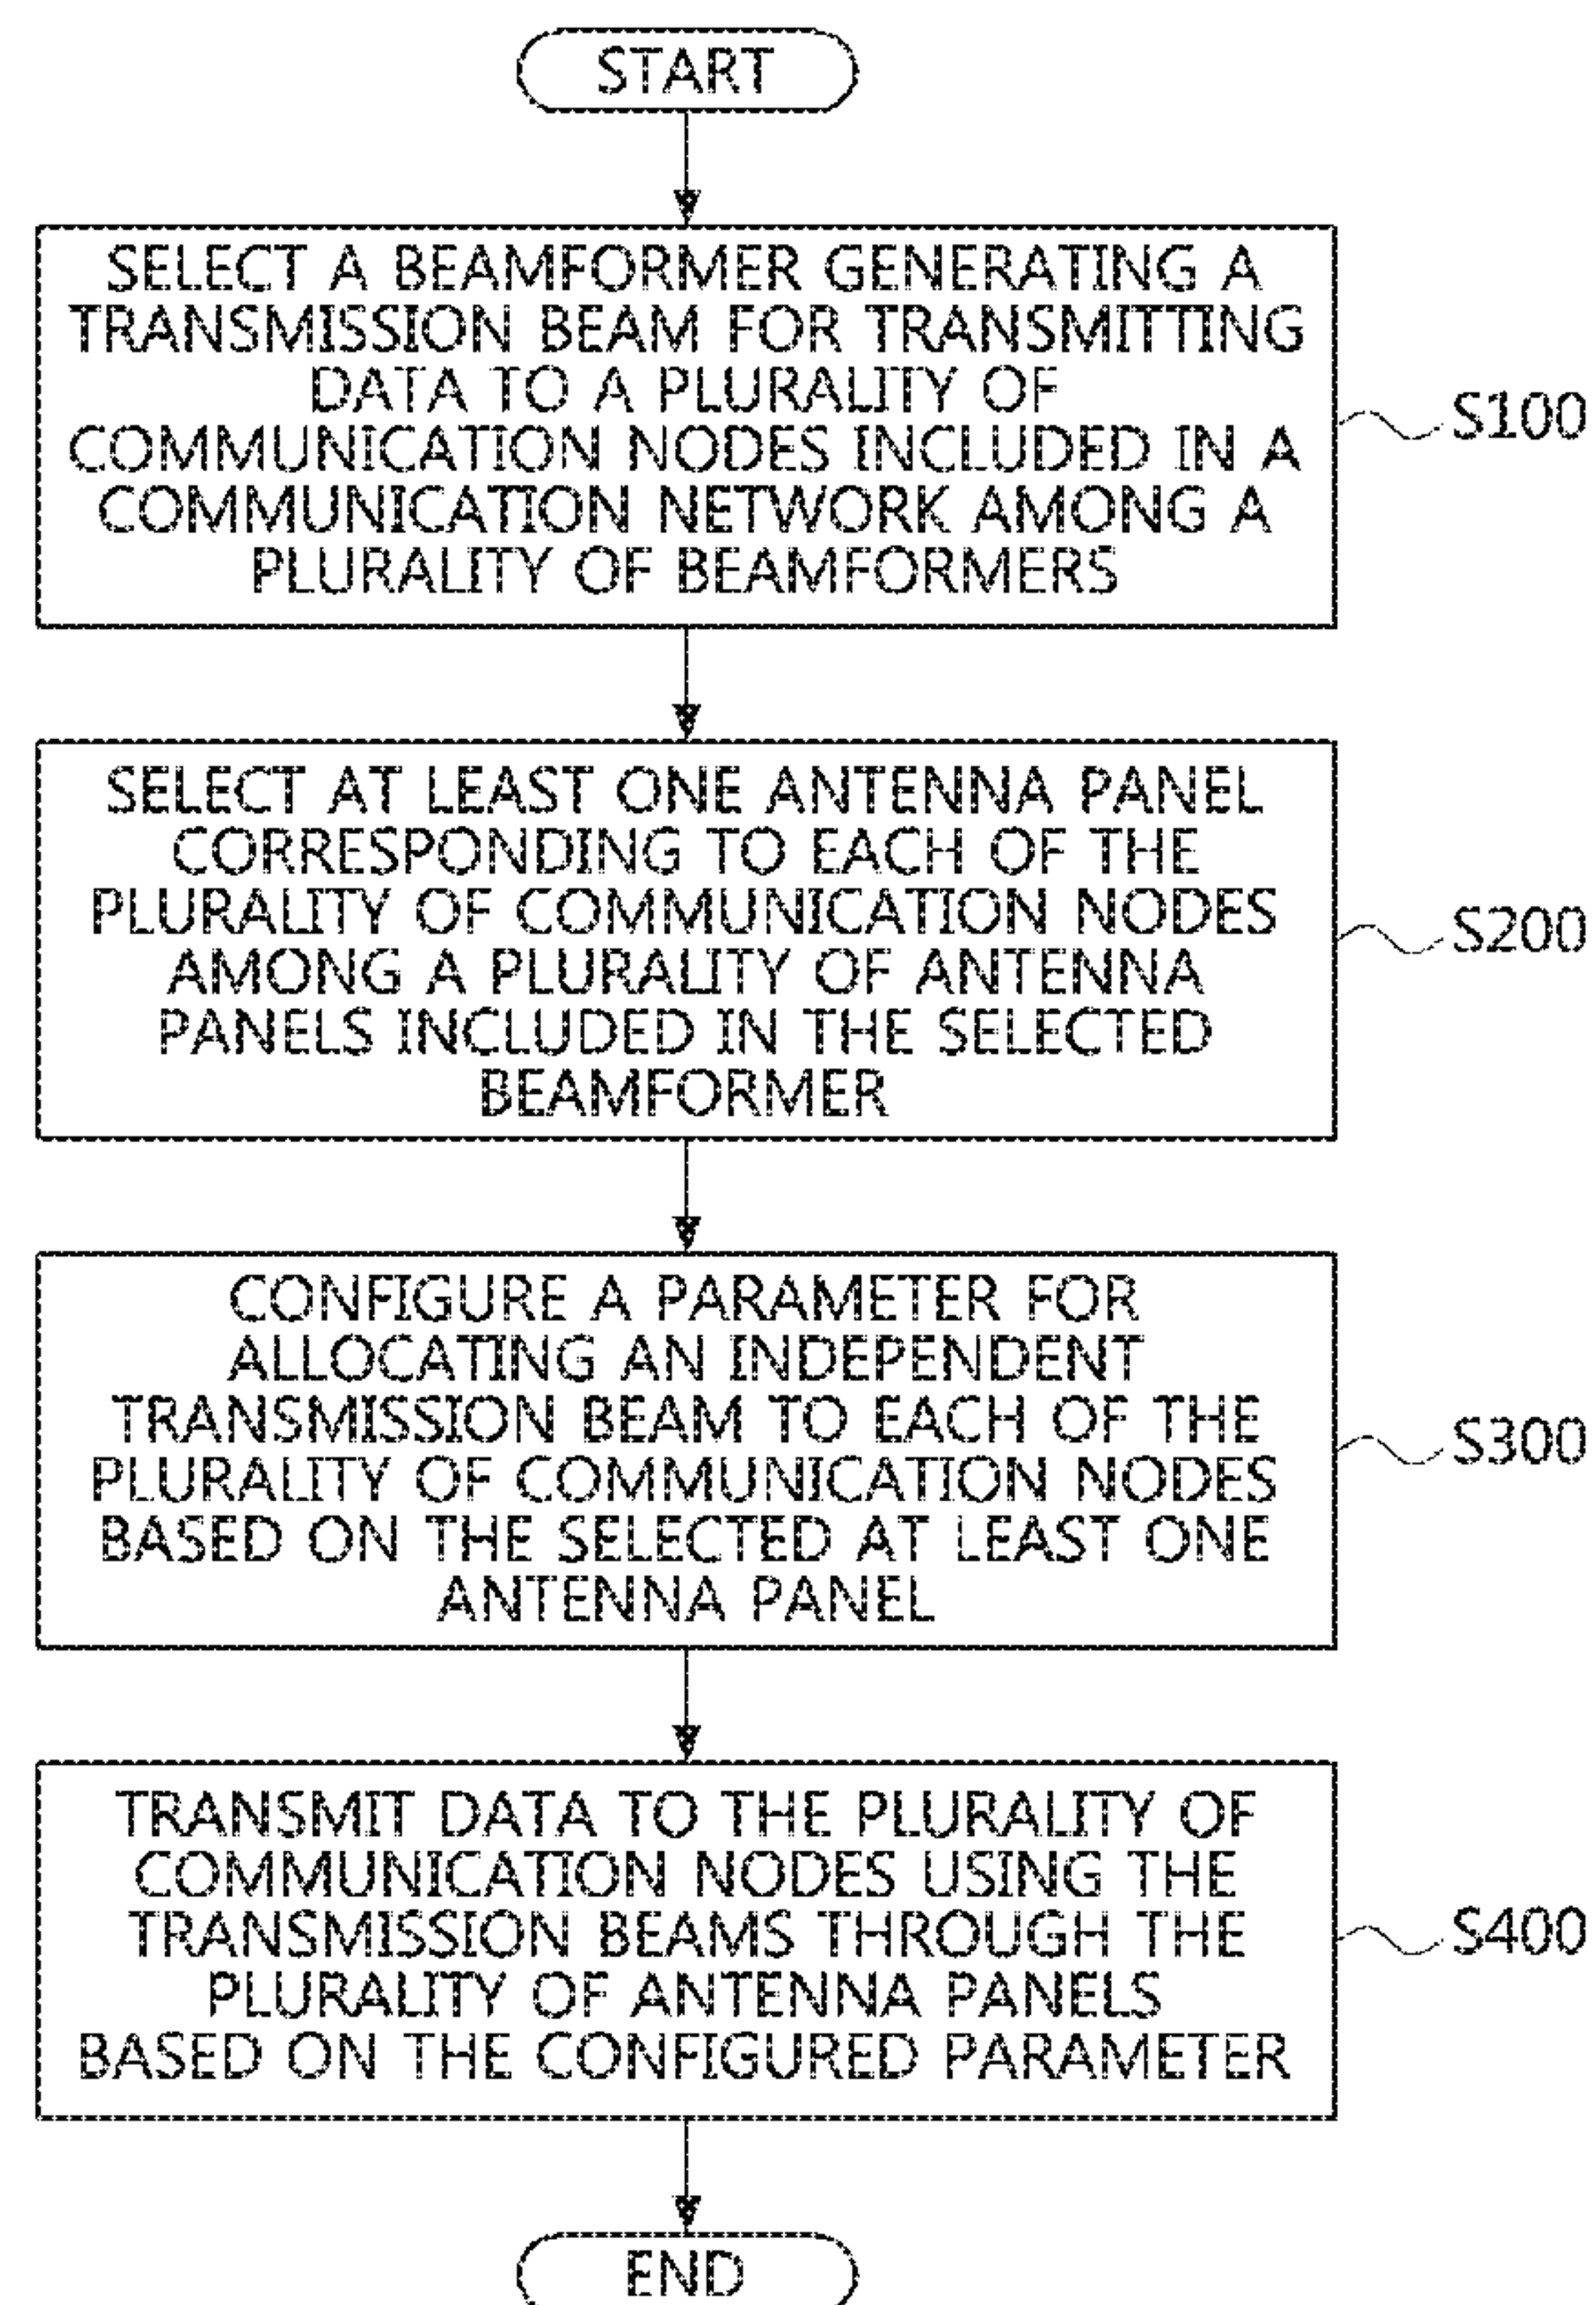 START
SELECT A BEAMFORMER GENERATING A
TRANSMISSION BEAM FOR TRANSMITTING
DATA TO A PLURALITY OF
COMMUNICATION NODES INCLUDED IN A
COMMUNICATION NETWORK AMONG A
PLURALITY OF BEAMFORMERS
S100
SELECT AT LEAST ONE ANTENNA PANEL
CORRESPONDING TO EACH OF THE
PLURALITY OF COMMUNICATION NODES
AMONG A PLURALITY OF ANTENNA
PANELS INCLUDED IN THE SELECTED
BEAMFORMER
S200
CONFIGURE A PARAMETER FOR
ALLOCATING AN INDEPENDENT
TRANSMISSION BEAM TO EACH OF THE
PLURALITY OF COMMUNICATION NODES
BASED ON THE SELECTED AT LEAST ONE
ANTENNA PANEL
S300
TRANSMIT DATA TO THE PLURALITY OF
COMMUNICATION NODES USING THE
TRANSMISSION BEAMS THROUGH THE
PLURALITY OF ANTENNA PANELS
BASED ON THE CONFIGURED PARAMETER
S400
END